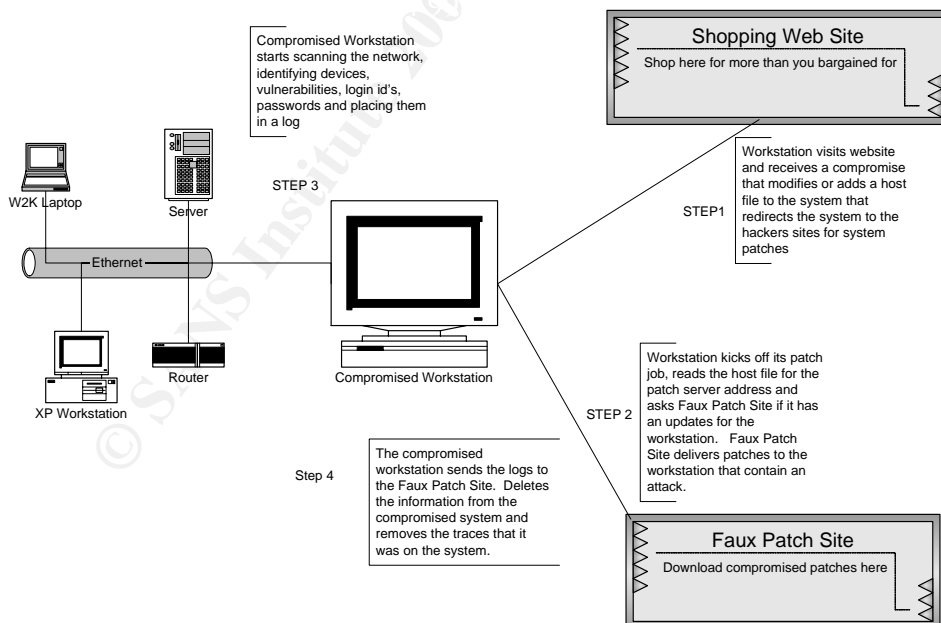 Shopping Web Site
Shop here for more than you bargained for
Compromised Workstation
starts scanning the network,
identifying devices,
vulnerabilities, login id's,
passwords and placing them
in a log
STEP 3
W2K Laptop
Server
Ethernet
XP Workstation
Router
Compromised Workstation
STEP1
Workstation visits website
and receives a compromise
that modifies or adds a host
file to the system that
redirects the system to the
hackers sites for system
patches
STEP 2
Workstation kicks off its patch
job, reads the host file for the
patch server address and
asks Faux Patch Site if it has
an updates for the
workstation. Faux Patch
Site delivers patches to the
workstation that contain an
attack.
Step 4
The compromised
workstation sends the logs to
the Faux Patch Site. Deletes
the information from the
compromised system and
removes the traces that it
was on the system.
Faux Patch Site
Download compromised patches here
© SANS Institute